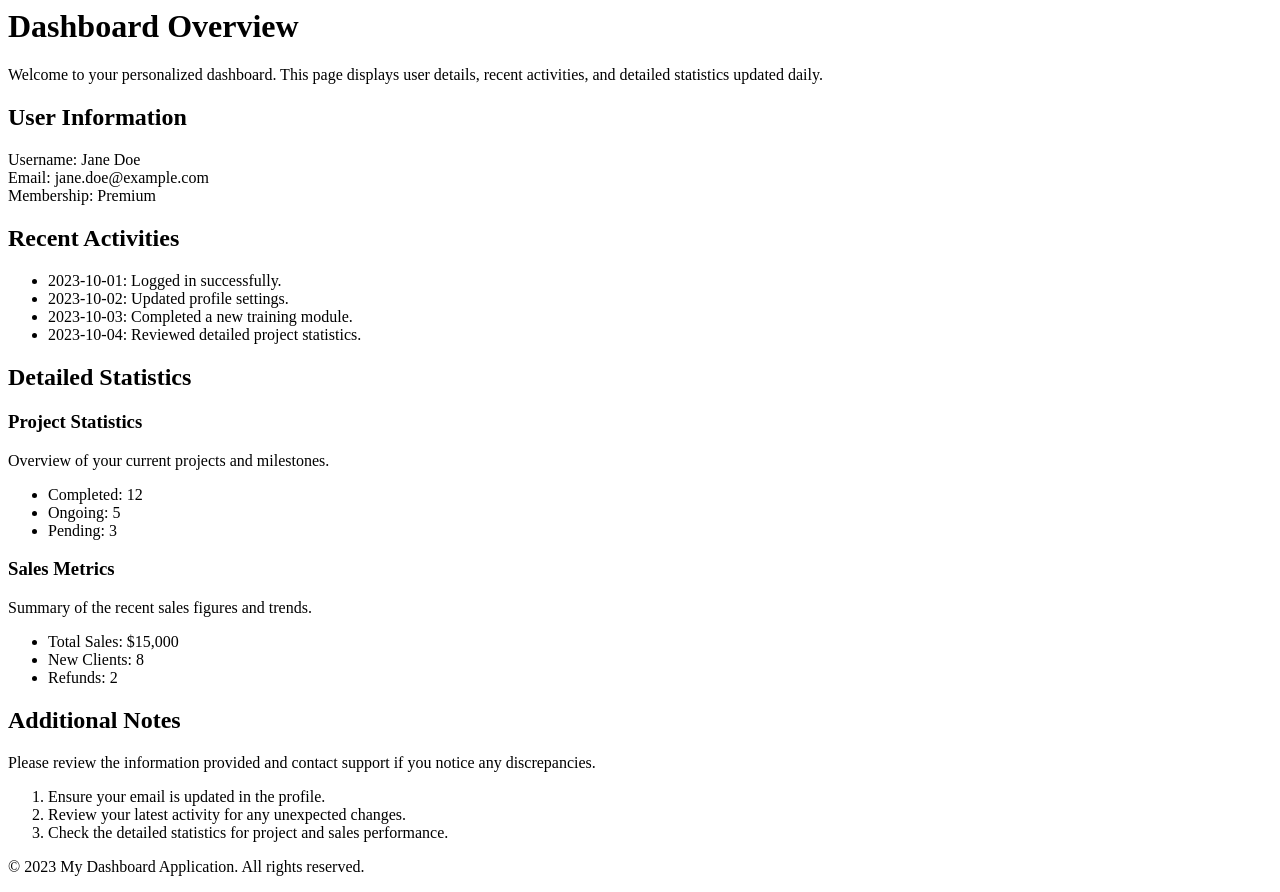 Dashboard Overview
Welcome to your personalized dashboard. This page displays user details, recent activities, and detailed statistics updated daily.
User Information
Username: Jane Doe
Email: jane.doe@example.com
Membership: Premium
Recent Activities
• 2023-10-01: Logged in successfully.
• 2023-10-02: Updated profile settings.
• 2023-10-03: Completed a new training module.
• 2023-10-04: Reviewed detailed project statistics.
Detailed Statistics
Project Statistics
Overview of your current projects and milestones.
• Completed: 12
• Ongoing: 5
• Pending: 3
Sales Metrics
Summary of the recent sales figures and trends.
• Total Sales: $15,000
• New Clients: 8
• Refunds: 2
Additional Notes
Please review the information provided and contact support if you notice any discrepancies.
1. Ensure your email is updated in the profile.
2. Review your latest activity for any unexpected changes.
3. Check the detailed statistics for project and sales performance.
© 2023 My Dashboard Application. All rights reserved.